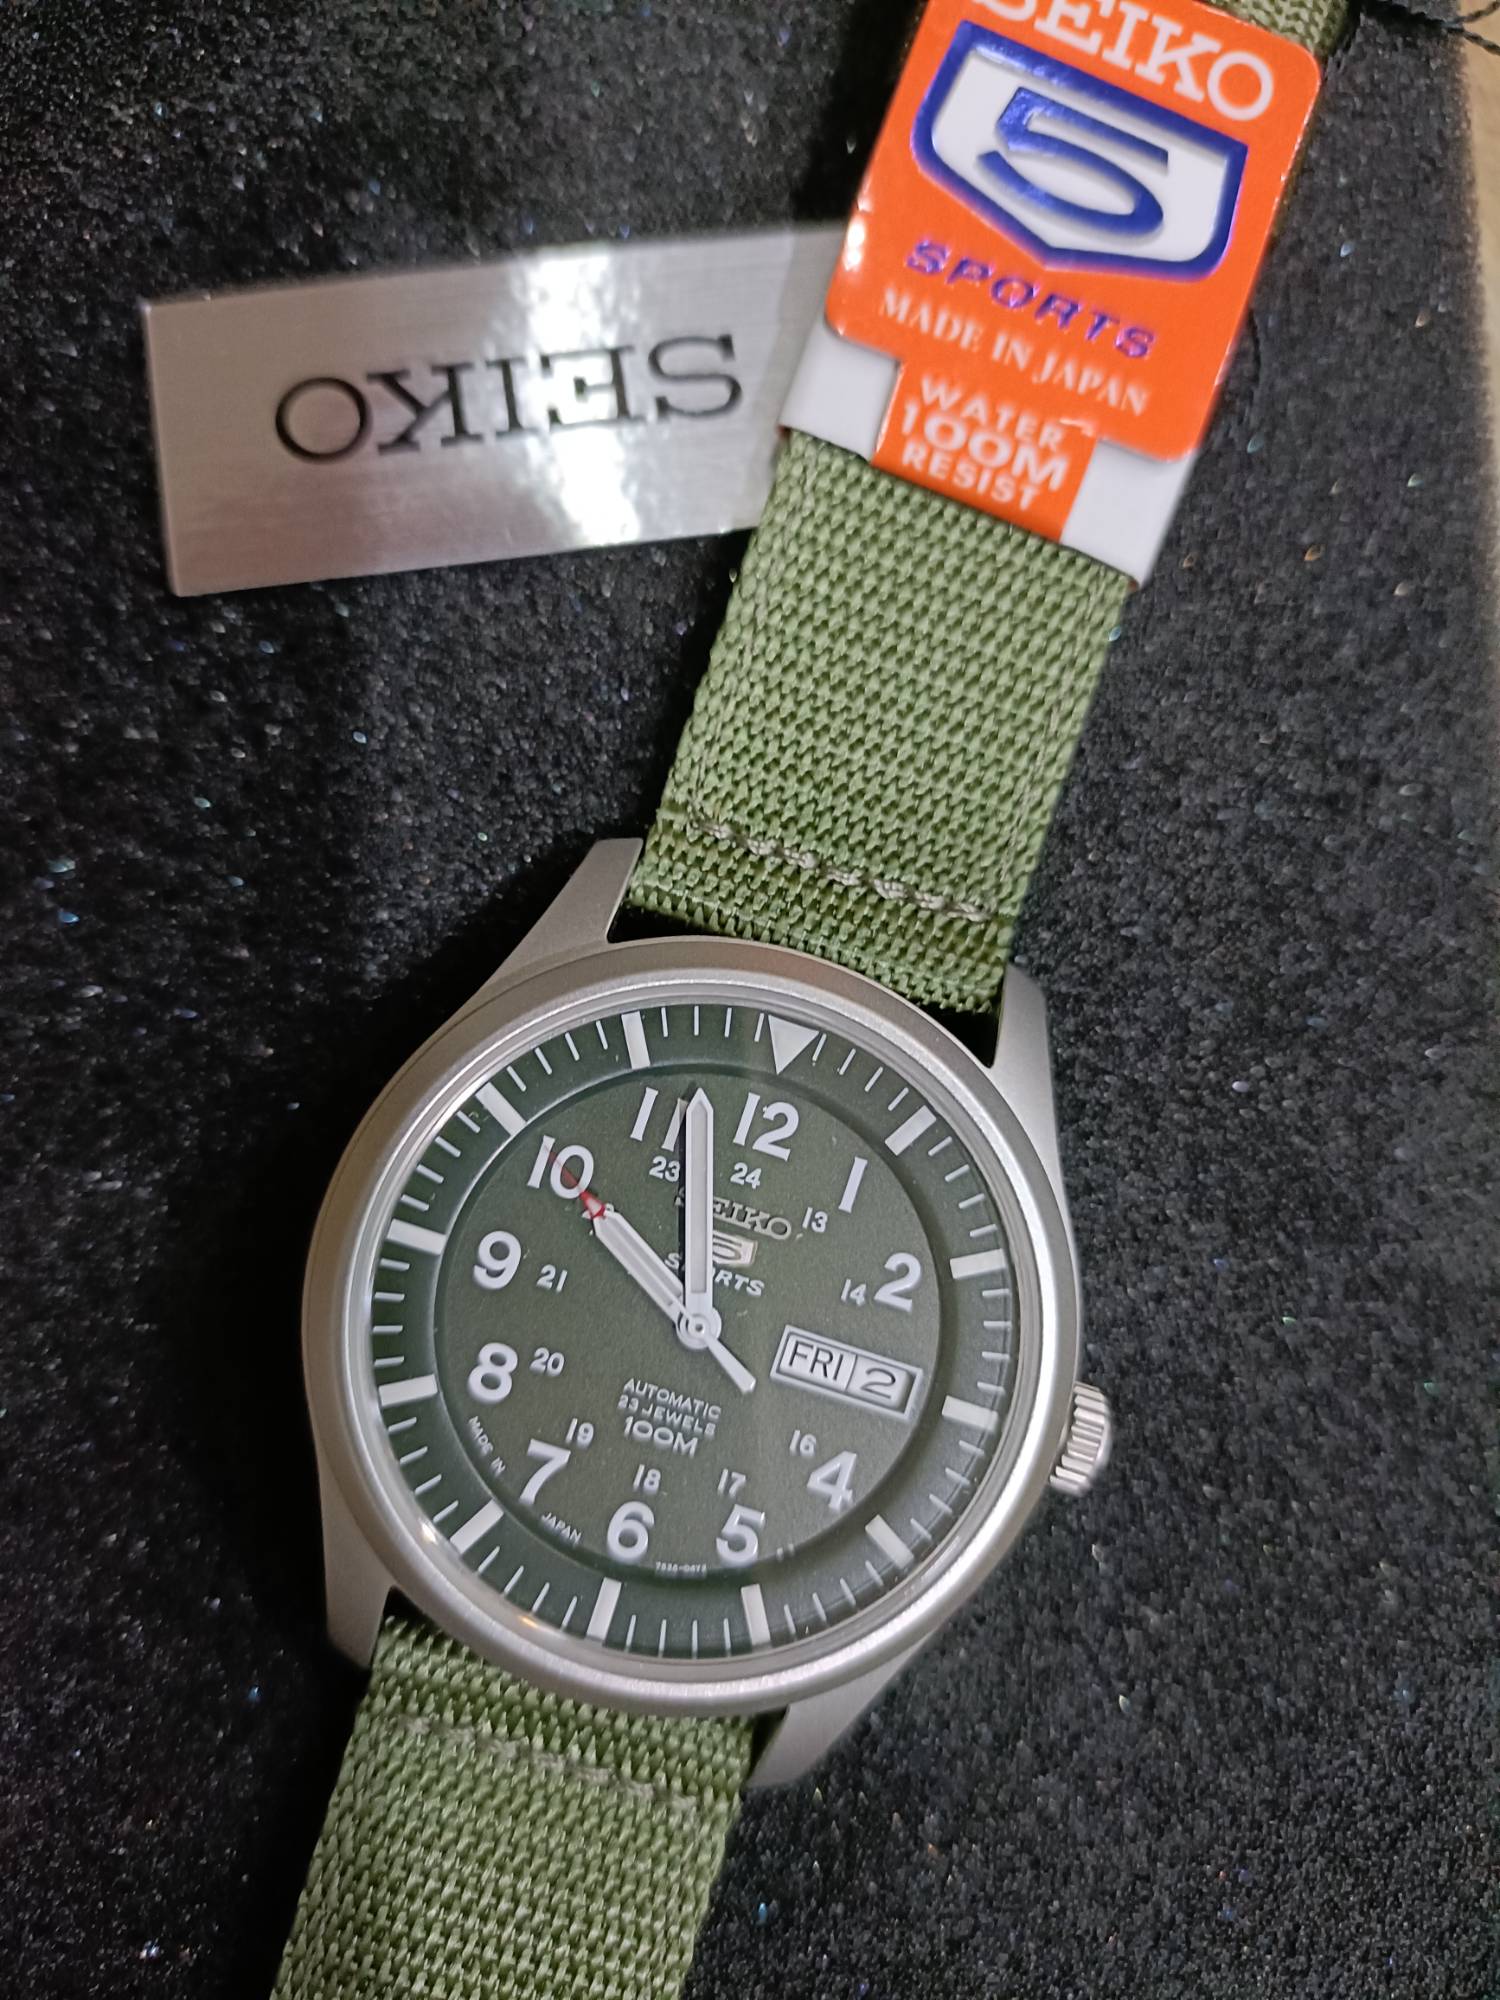 SEIKO
5
SPORTS
MADE IN JAPAN
WATER
100M
RESIST
SEIKO
11 12 1
10 2
9
8 4
7 6 5
23 24 13
14
21
20 16
19 18 17
SEIKO
5
SPORTS
FRI 2
AUTOMATIC
23 JEWELS
100M
MADE IN
JAPAN